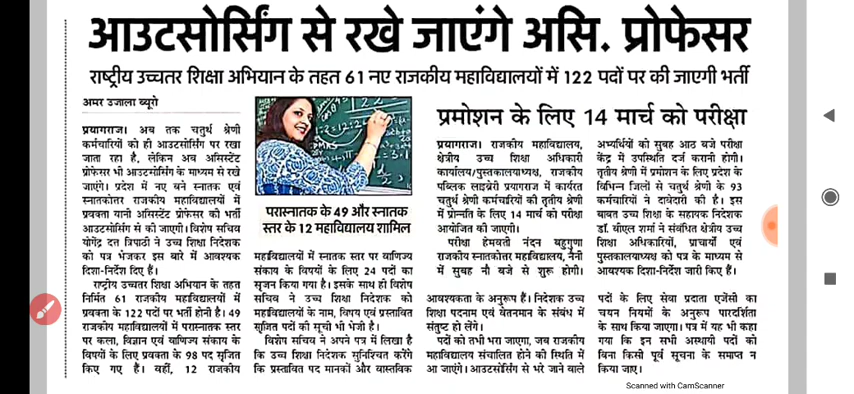 आउटसोर्सिंग से रखे जाएंगे असि. प्रोफेसर
राष्ट्रीय उच्चतर शिक्षा अभियान के तहत 61 नए राजकीय महाविद्यालयों में 122 पदों पर की जाएगी भर्ती
अमर उजाला ब्यूरो
प्रयागराज। अब तक चतुर्थ श्रेणी
कर्मचारियों को ही आउटसोर्सिंग पर रखा
जाता रहा है, लेकिन अब असिस्टेंट
प्रोफेसर भी आउटसोर्सिंग के माध्यम से रखे
जाएंगे। प्रदेश में नए बने स्नातक एवं
स्नातकोत्तर राजकीय महाविद्यालयों में
प्रवक्ता यानी असिस्टेंट प्रोफेसर की भर्ती
आउटसोर्सिंग से की जाएगी। विशेष सचिव
योगेंद्र दत्त त्रिपाठी ने उच्च शिक्षा निदेशक
को पत्र भेजकर इस बारे में आवश्यक
दिशा-निर्देश दिए हैं।
राष्ट्रीय उच्चतर शिक्षा अभियान के तहत
निर्मित 61 राजकीय महाविद्यालयों में
प्रवक्ता के 122 पदों पर भर्ती होनी है। 49
राजकीय महाविद्यालयों में परास्नातक स्तर
पर कला, विज्ञान एवं वाणिज्य संकाय के
विषयों के लिए प्रवक्ता के 98 पद सृजित
किए गए हैं। वहीं, 12 राजकीय
परास्नातक के 49 और स्नातक
स्तर के 12 महाविद्यालय शामिल
महाविद्यालयों में स्नातक स्तर पर वाणिज्य
संकाय के विषयों के लिए 24 पदों का
सृजन किया गया है। इसके साथ ही विशेष
सचिव ने उच्च शिक्षा निदेशक को
महाविद्यालयों के नाम, विषय एवं प्रस्तावित
सृजित पदों की सूची भी भेजी है।
विशेष सचिव ने अपने पत्र में लिखा है
कि उच्च शिक्षा निदेशक सुनिश्चित करेंगे
कि प्रस्तावित पद मानकों और वास्तविक
आवश्यकता के अनुरूप हैं। निदेशक उच्च
शिक्षा पदनाम एवं वेतनमान के संबंध में
संतुष्ट हो लेंगे।
पदों को तभी भरा जाएगा, जब राजकीय
महाविद्यालय संचालित होने की स्थिति में
आ जाएंगे। आउटसोर्सिंग से भरे जाने वाले
पदों के लिए सेवा प्रदाता एजेंसी का
चयन नियमों के अनुरूप पारदर्शिता
के साथ किया जाएगा। पत्र में यह भी कहा
गया कि इन सभी अस्थायी पदों को
बिना किसी पूर्व सूचना के समाप्त न
किया जाए।
प्रमोशन के लिए 14 मार्च को परीक्षा
प्रयागराज। राजकीय महाविद्यालय,
क्षेत्रीय उच्च शिक्षा अधिकारी
कार्यालय/पुस्तकालयाध्यक्ष, राजकीय
पब्लिक लाइब्रेरी प्रयागराज में कार्यरत
चतुर्थ श्रेणी कर्मचारियों की तृतीय श्रेणी
में प्रोन्नति के लिए 14 मार्च को परीक्षा
आयोजित की जाएगी।
परीक्षा हेमवती नंदन बहुगुणा
राजकीय स्नातकोत्तर महाविद्यालय, नैनी
में सुबह नौ बजे से शुरू होगी।
अभ्यर्थियों को सुबह आठ बजे परीक्षा
केंद्र में उपस्थिति दर्ज करानी होगी।
तृतीय श्रेणी में प्रमोशन के लिए प्रदेश के
विभिन्न जिलों से चतुर्थ श्रेणी के 93
कर्मचारियों ने दावेदारी की है। इस
बाबत उच्च शिक्षा के सहायक निदेशक
डॉ. बीएल शर्मा ने संबंधित क्षेत्रीय उच्च
शिक्षा अधिकारियों, प्राचार्यों एवं
पुस्तकालयाध्यक्ष को पत्र के माध्यम से
आवश्यक दिशा-निर्देश जारी किए हैं।
Scanned with CamScanner